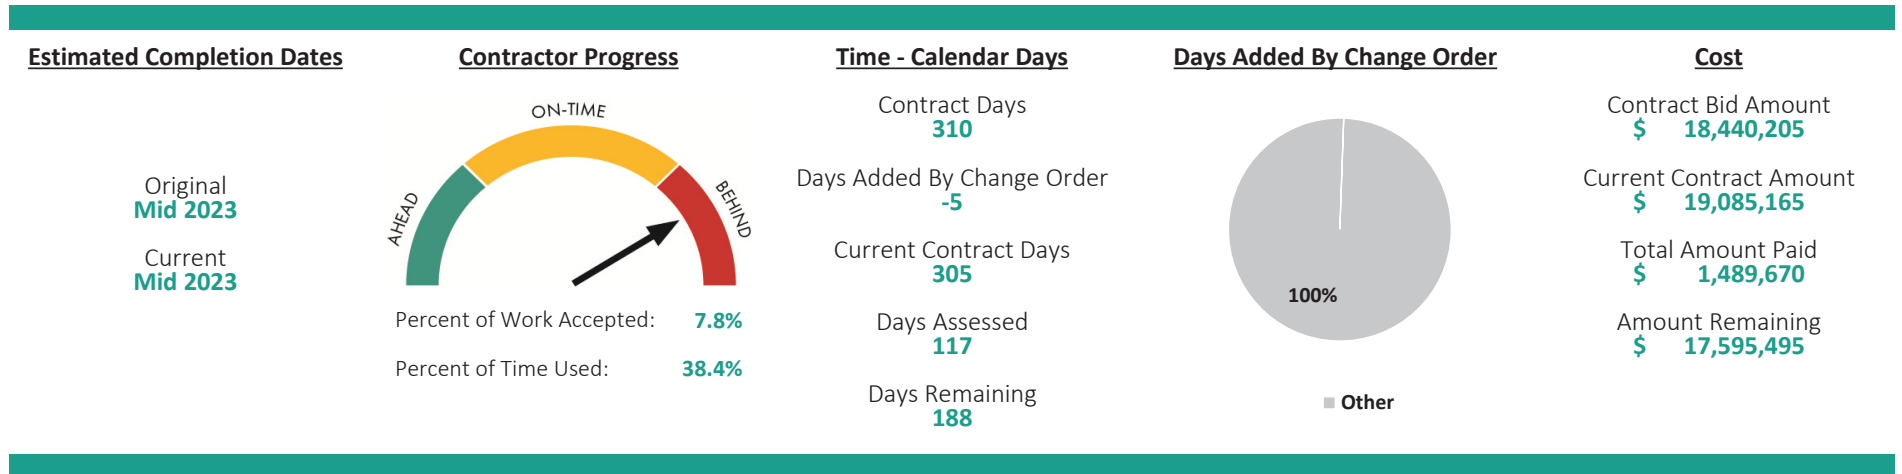 Estimated Completion Dates
Original
Mid 2023
Current
Mid 2023
Contractor Progress
AHEAD
ON-TIME
BEHIND
Percent of Work Accepted: 7.8%
Percent of Time Used: 38.4%
Time - Calendar Days
Contract Days
310
Days Added By Change Order
-5
Current Contract Days
305
Days Assessed
117
Days Remaining
188
Days Added By Change Order
100%
Other
Cost
Contract Bid Amount
$ 18,440,205
Current Contract Amount
$ 19,085,165
Total Amount Paid
$ 1,489,670
Amount Remaining
$ 17,595,495